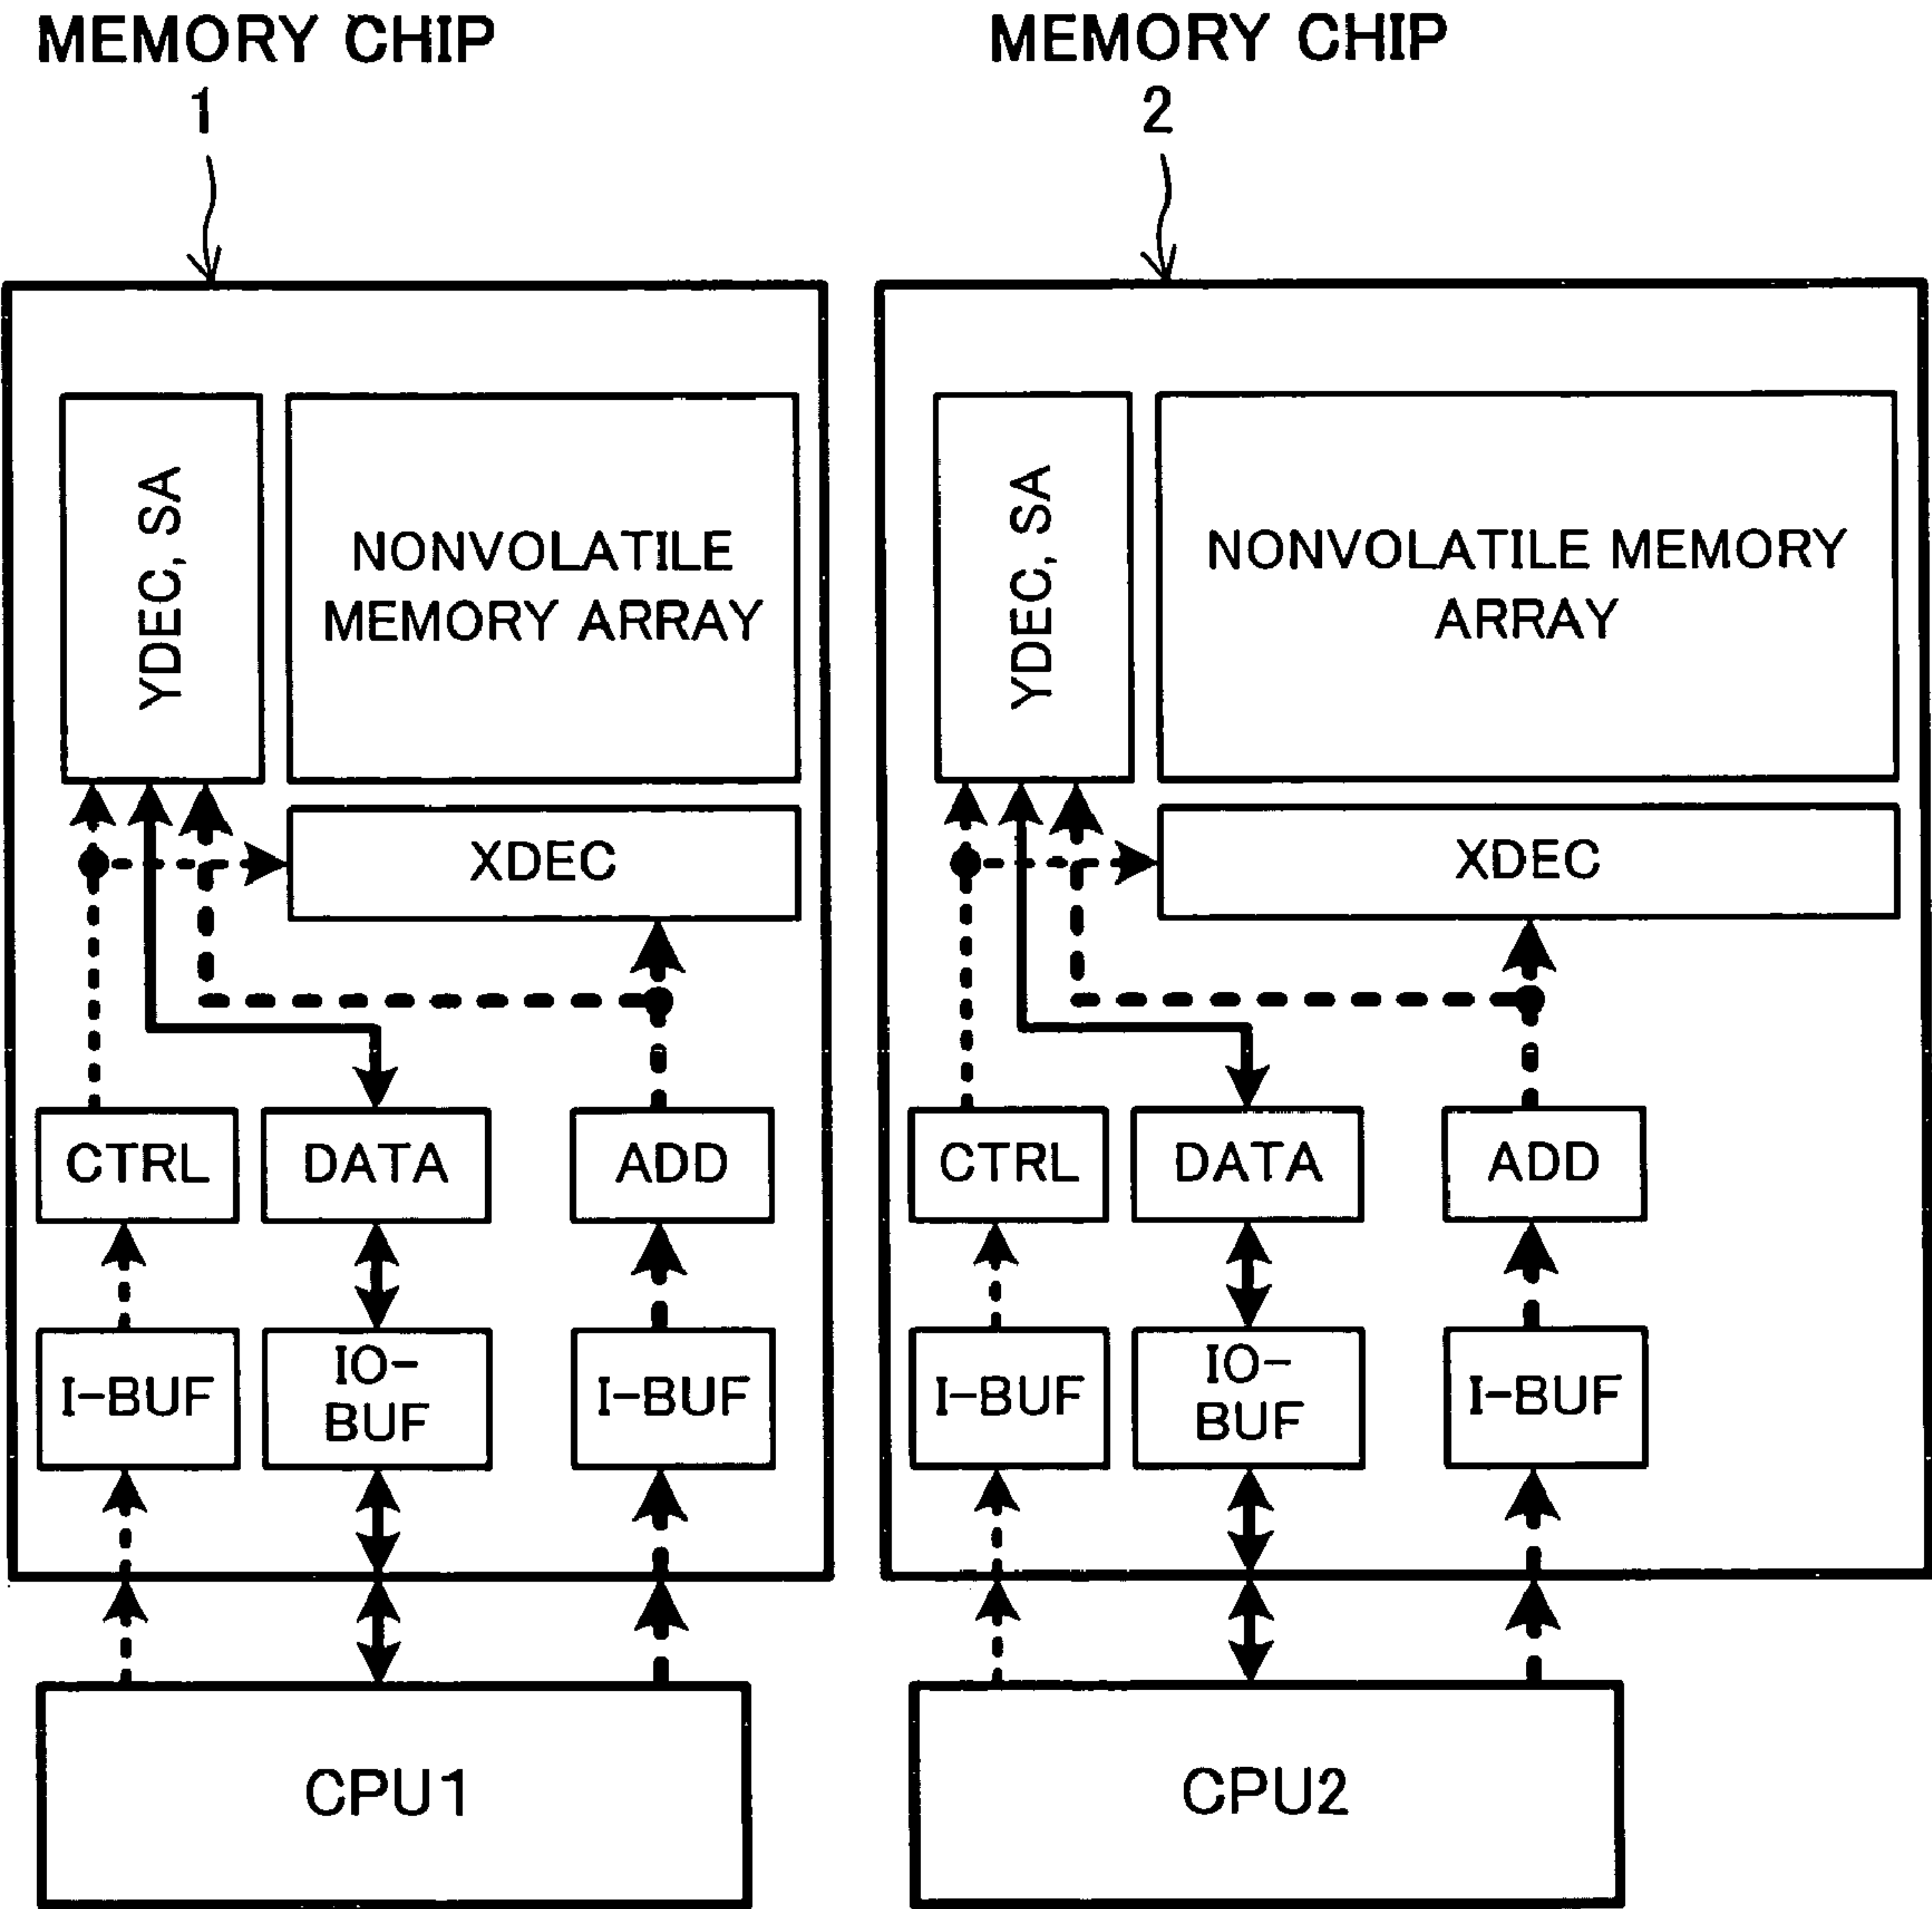 MEMORY CHIP
1
MEMORY CHIP
2
YDEC, SA
NONVOLATILE
MEMORY ARRAY
XDEC
CTRL
DATA
ADD
I-BUF
IO-
BUF
I-BUF
CPU1
YDEC, SA
NONVOLATILE MEMORY
ARRAY
XDEC
CTRL
DATA
ADD
I-BUF
IO-
BUF
I-BUF
CPU2